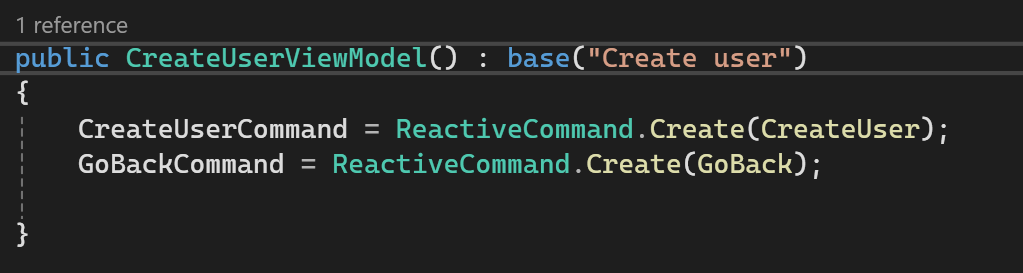 1 reference
public CreateUserViewModel() : base("Create user")
{
CreateUserCommand = ReactiveCommand.Create(CreateUser);
GoBackCommand = ReactiveCommand.Create(GoBack);
}